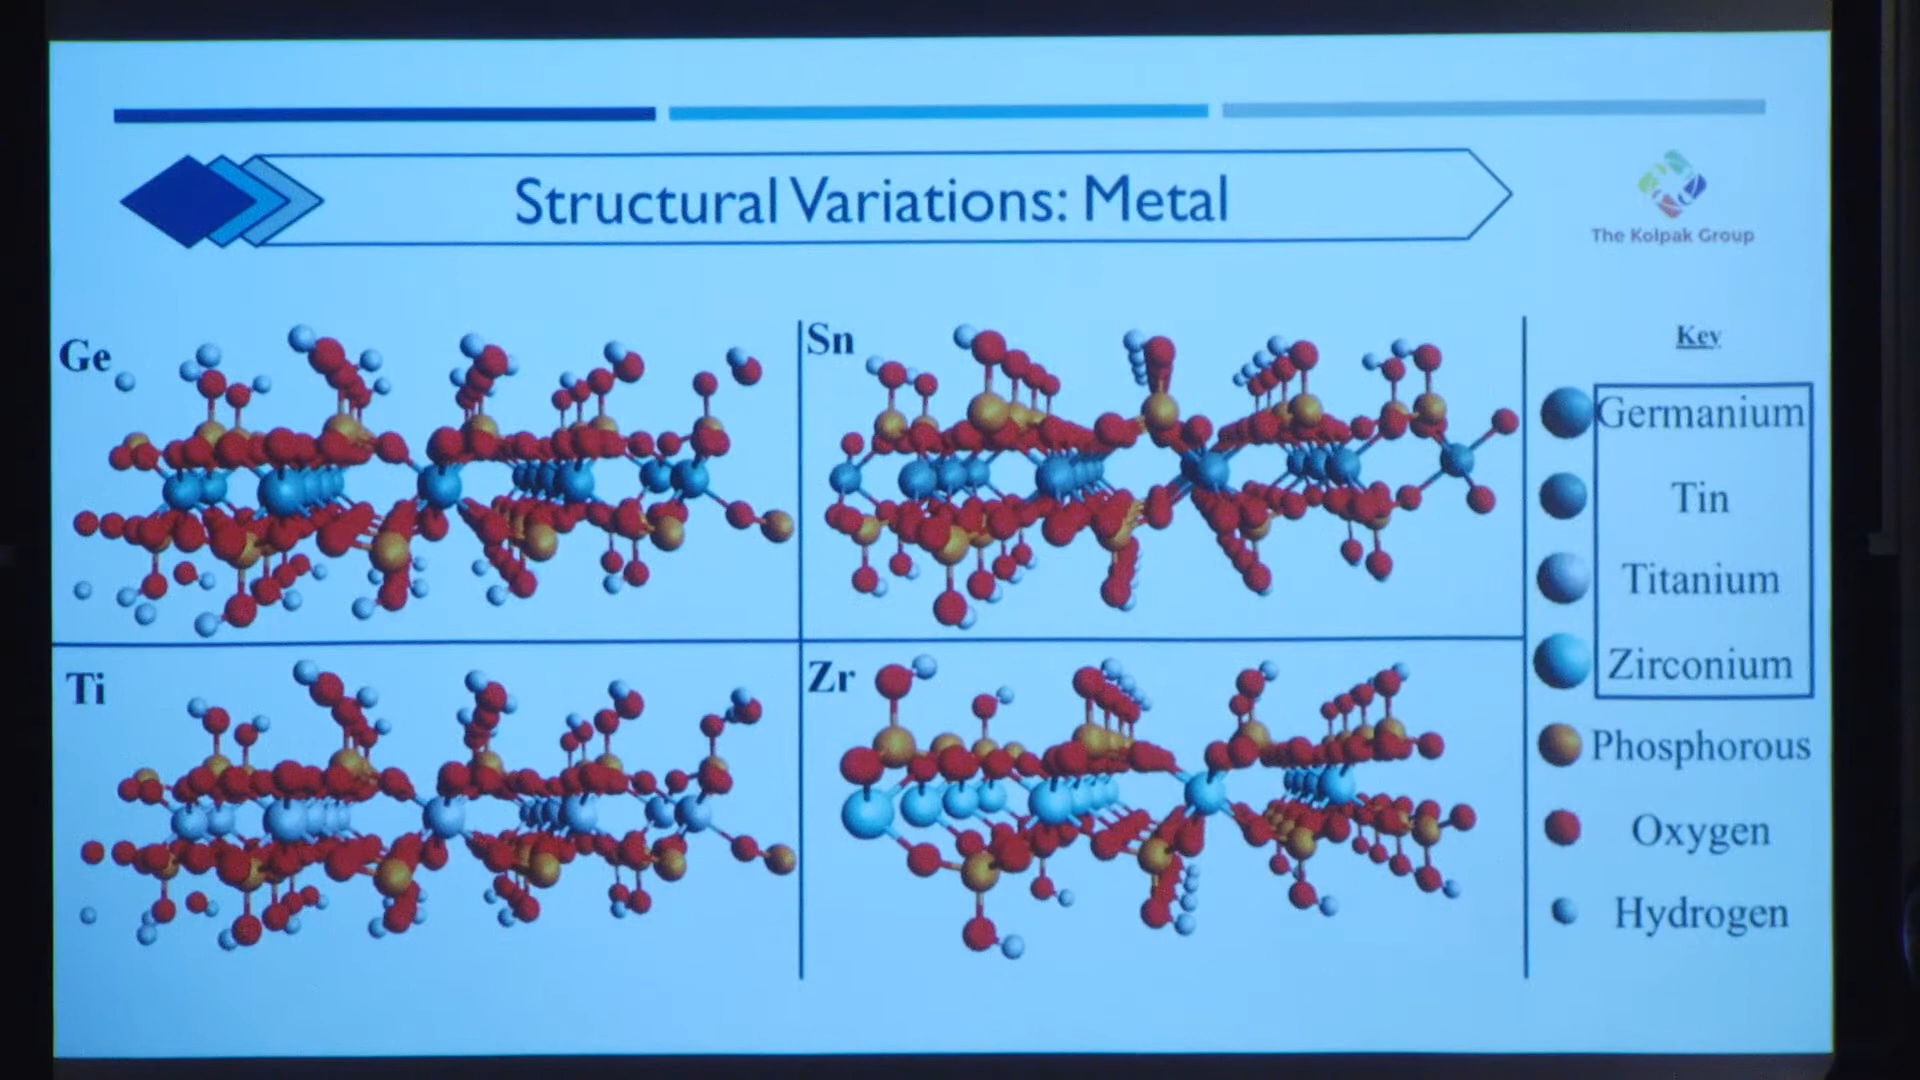 Structural Variations: Metal
The Kolpak Group
Ge
Sn
Ti
Zr
Key
Germanium
Tin
Titanium
Zirconium
Phosphorous
Oxygen
Hydrogen